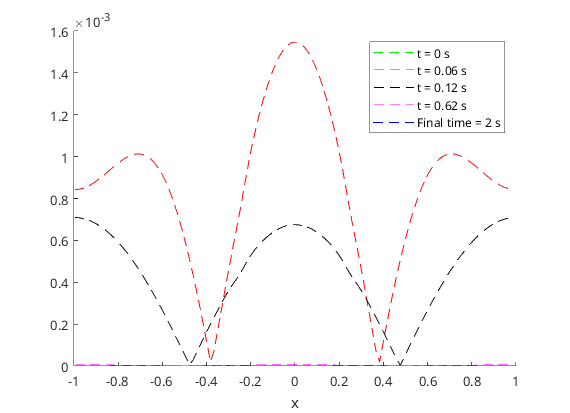 ×10-3
1.6
1.4
1.2
1
0.8
0.6
0.4
0.2
0
-1 -0.8 -0.6 -0.4 -0.2 0 0.2 0.4 0.6 0.8 1
x
t = 0 s
t = 0.06 s
t = 0.12 s
t = 0.62 s
Final time = 2 s